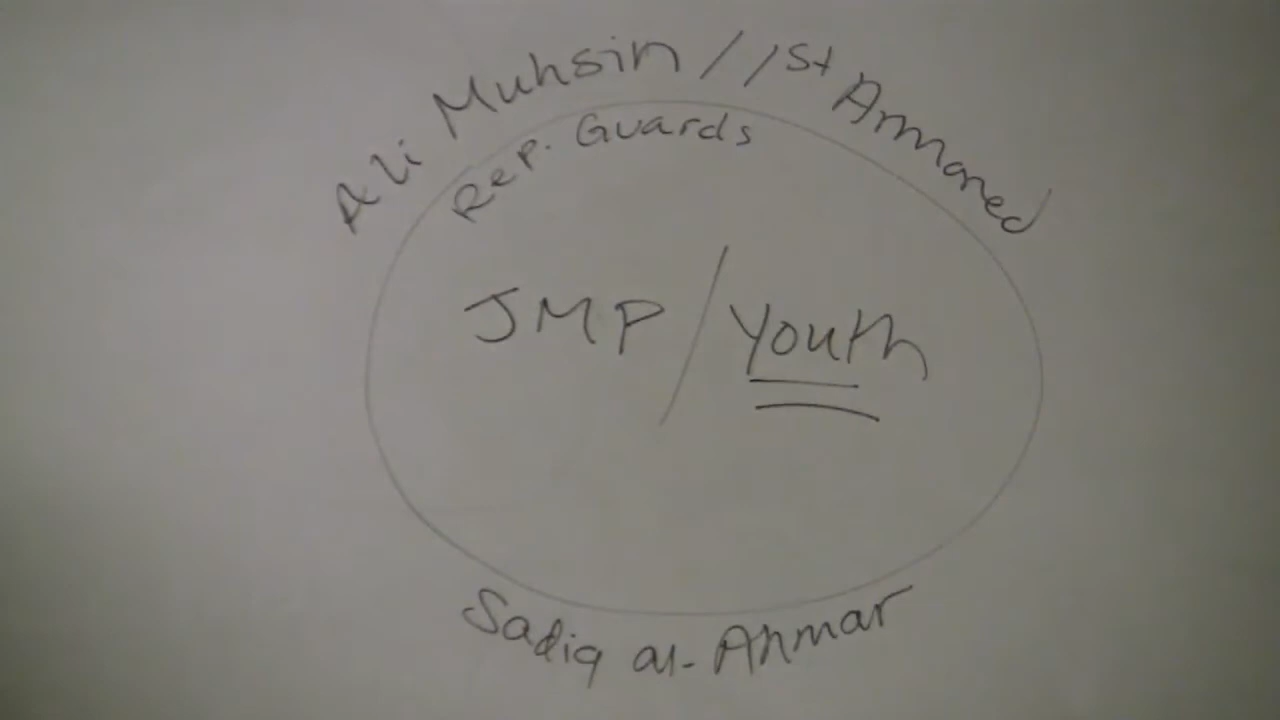 Ali Muhsin / 1st Armored
Rep. Guards
JMP / Youth
Sadiq al-Ahmar